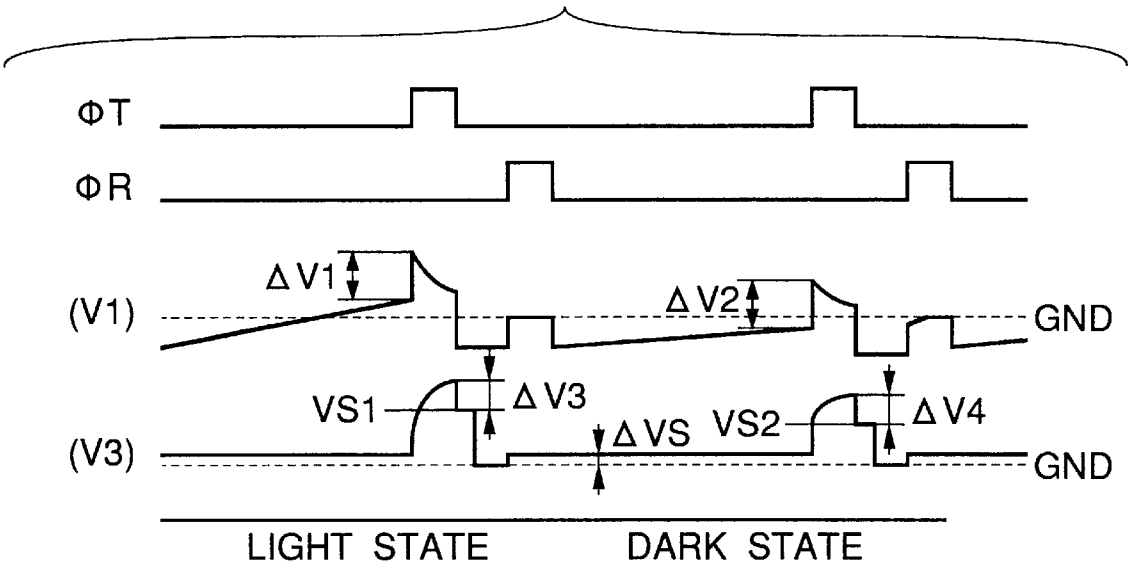 ΦT
ΦR
ΔV1
(V1)
ΔV2
GND
VS1
ΔV3
ΔVS
VS2
ΔV4
(V3)
GND
LIGHT STATE
DARK STATE